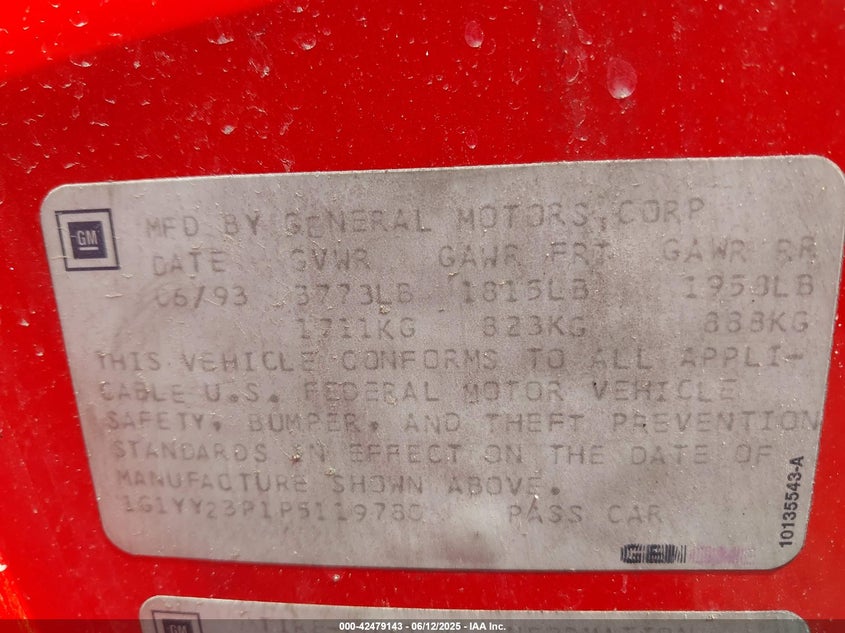 GM
MFD BY GENERAL MOTORS CORP
DATE GVWR GAWR FRT GAWR RR
06/93 3773LB 1815LB 1958LB
1711KG 823KG 888KG
THIS VEHICLE CONFORMS TO ALL APPLI-
CABLE U.S. FEDERAL MOTOR VEHICLE
SAFETY, BUMPER, AND THEFT PREVENTION
STANDARDS IN EFFECT ON THE DATE OF
MANUFACTURE SHOWN ABOVE.
1G1YY23P1P5119780 PASS CAR
10135543-A
GM
000-42479143 - 06/12/2025 - IAA Inc.